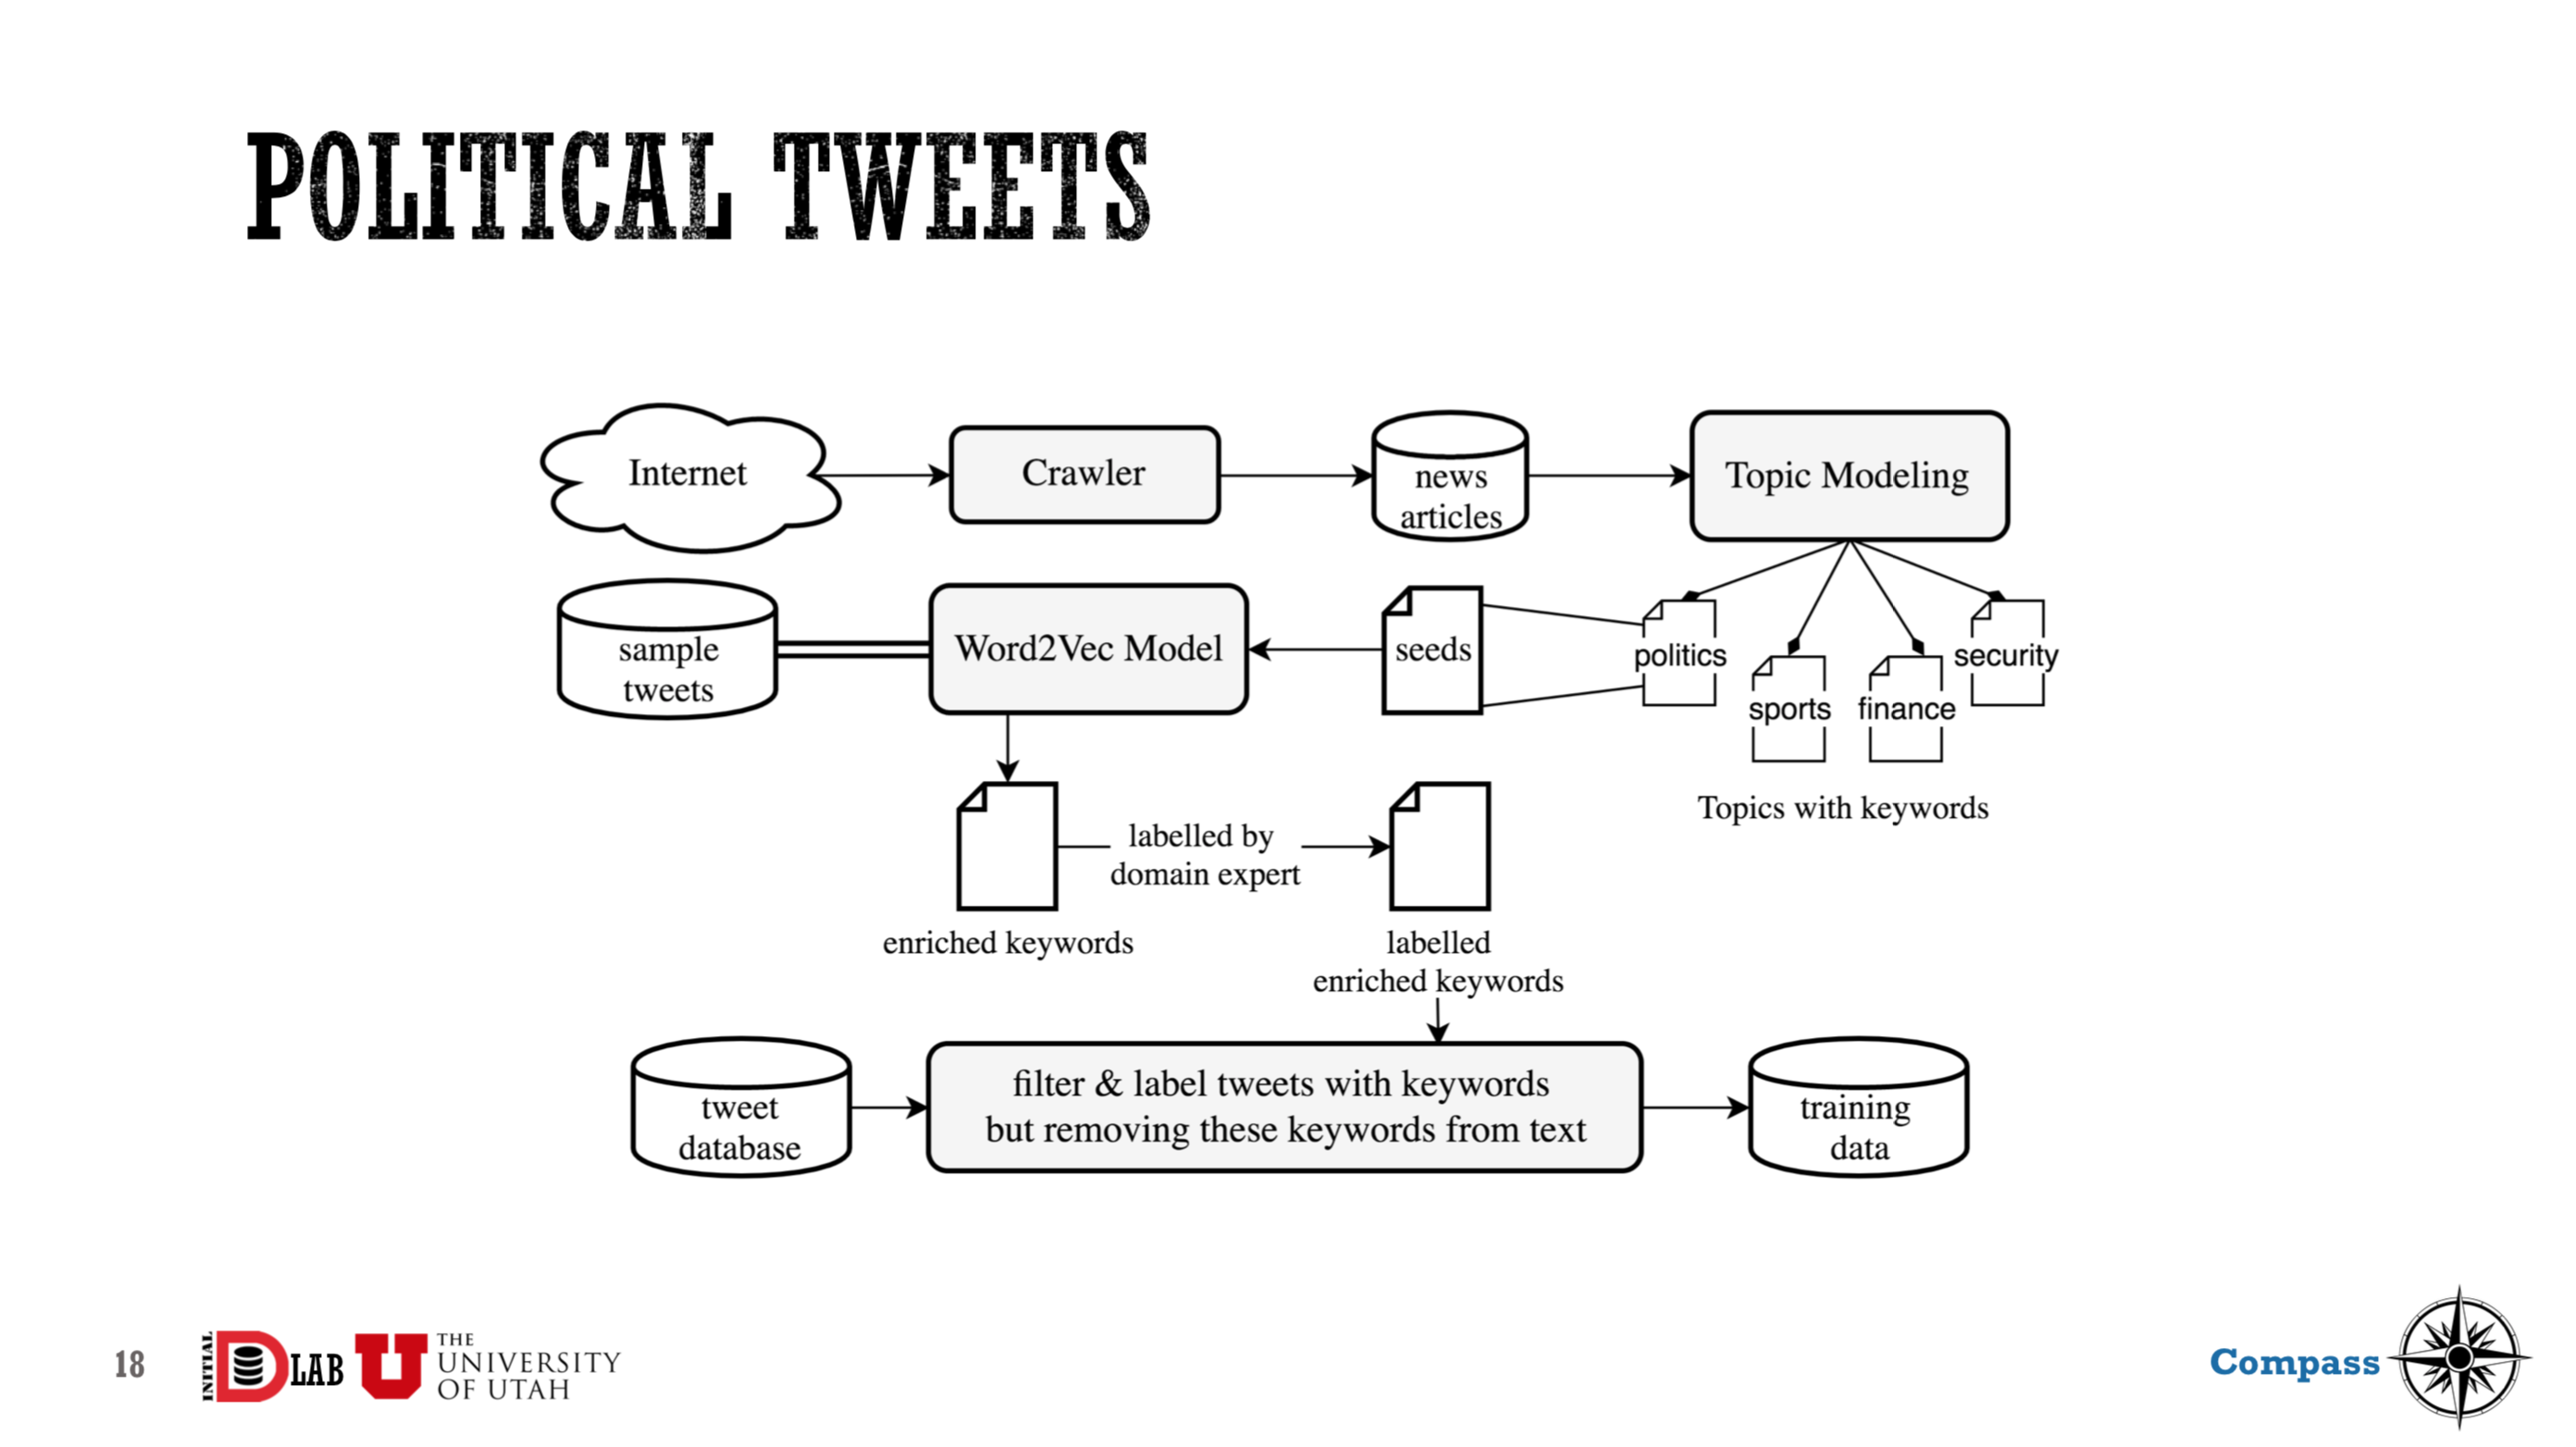 POLITICAL TWEETS
Internet
Crawler
news
articles
Topic Modeling
sample
tweets
Word2Vec Model
seeds
politics
sports
finance
security
Topics with keywords
labelled by
domain expert
enriched keywords
labelled
enriched keywords
tweet
database
filter & label tweets with keywords
but removing these keywords from text
training
data
18
INITIAL
D LAB
U
THE
UNIVERSITY
OF UTAH
Compass